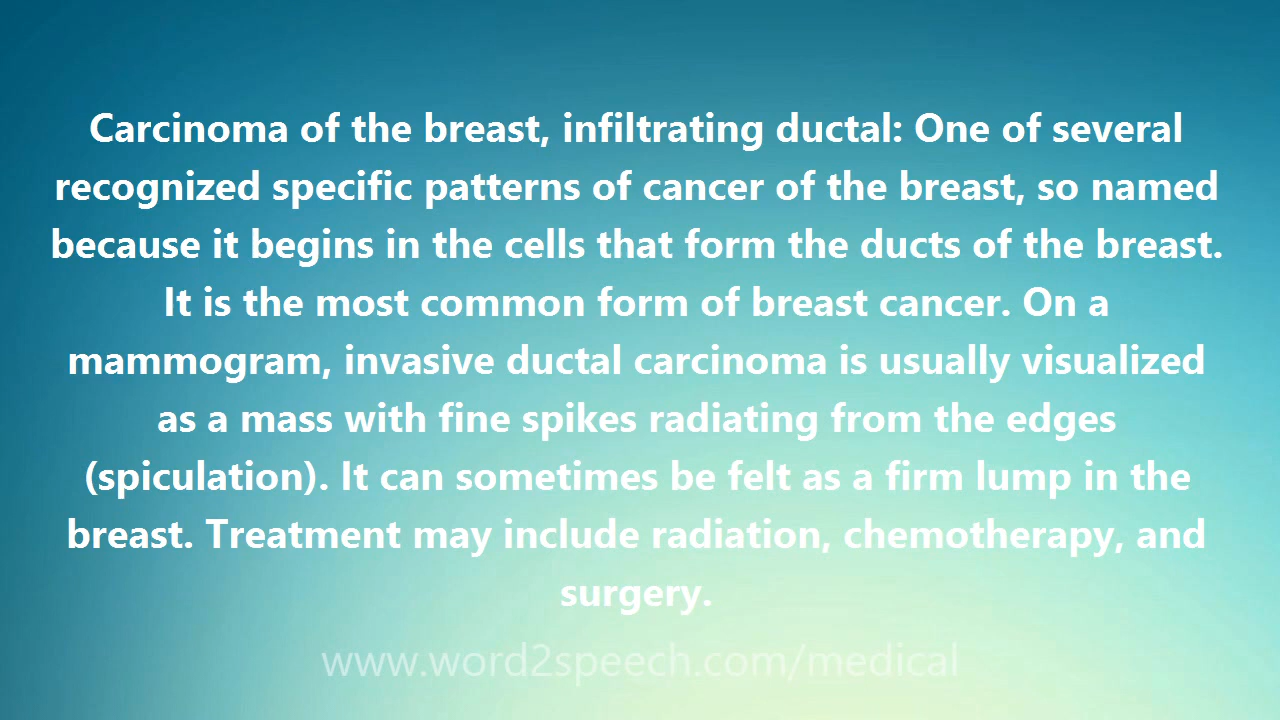 Carcinoma of the breast, infiltrating ductal: One of several
recognized specific patterns of cancer of the breast, so named
because it begins in the cells that form the ducts of the breast.
It is the most common form of breast cancer. On a
mammogram, invasive ductal carcinoma is usually visualized
as a mass with fine spikes radiating from the edges
(spiculation). It can sometimes be felt as a firm lump in the
breast. Treatment may include radiation, chemotherapy, and
surgery.
www.word2speech.com/medical